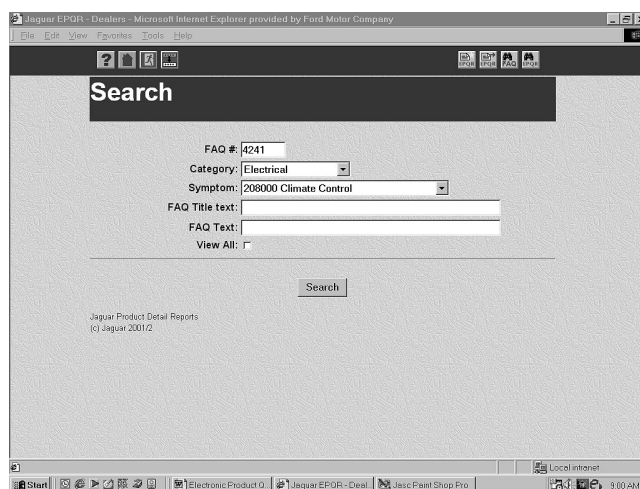 Jaguar EPQR - Dealers - Microsoft Internet Explorer provided by Ford Motor Company
File Edit View Favorites Tools Help
? EPQR EPQR FAQ EPQR
Search
FAQ #: 4241
Category: Electrical
Symptom: 208000 Climate Control
FAQ Title text:
FAQ Text:
View All:
Search
Jaguar Product Detail Reports
(c) Jaguar 2001/2
Local intranet
Start Electronic Product Q... Jaguar EPQR - Deal... Jasc Paint Shop Pro 9:00 AM